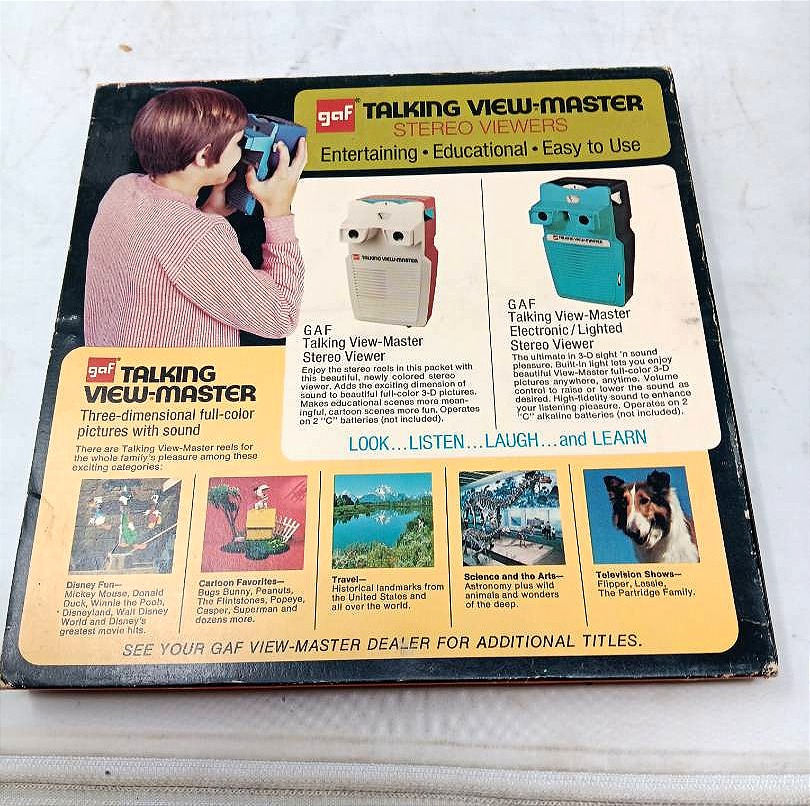 gaf® TALKING VIEW-MASTER
STEREO VIEWERS
Entertaining • Educational • Easy to Use
gaf TALKING VIEW-MASTER
TALKING VIEW-MASTER
GAF
Talking View-Master
Stereo Viewer
Enjoy the stereo reels in this packet with
this beautiful, newly colored stereo
viewer. Adds the exciting dimension of
sound to beautiful full-color 3-D pictures.
Makes educational scenes more mean-
ingful, cartoon scenes more fun. Operates
on 2 "C" batteries (not included).
GAF
Talking View-Master
Electronic/Lighted
Stereo Viewer
The ultimate in 3-D sight 'n sound
pleasure. Built-in light lets you enjoy
beautiful View-Master full-color 3-D
pictures anywhere, anytime. Volume
control to raise or lower the sound as
desired. High-fidelity sound to enhance
your listening pleasure. Operates on 2
"C" alkaline batteries (not included).
LOOK...LISTEN...LAUGH...and LEARN
gaf® TALKING
VIEW-MASTER
Three-dimensional full-color
pictures with sound
There are Talking View-Master reels for
the whole family's pleasure among these
exciting categories:
Disney Fun—
Mickey Mouse, Donald
Duck, Winnie the Pooh,
Disneyland, Walt Disney
World and Disney's
greatest movie hits.
Cartoon Favorites—
Bugs Bunny, Peanuts,
The Flintstones, Popeye,
Casper, Superman and
dozens more.
Travel—
Historical landmarks from
the United States and
all over the world.
Science and the Arts—
Astronomy plus wild
animals and wonders
of the deep.
Television Shows—
Flipper, Lassie,
The Partridge Family.
SEE YOUR GAF VIEW-MASTER DEALER FOR ADDITIONAL TITLES.